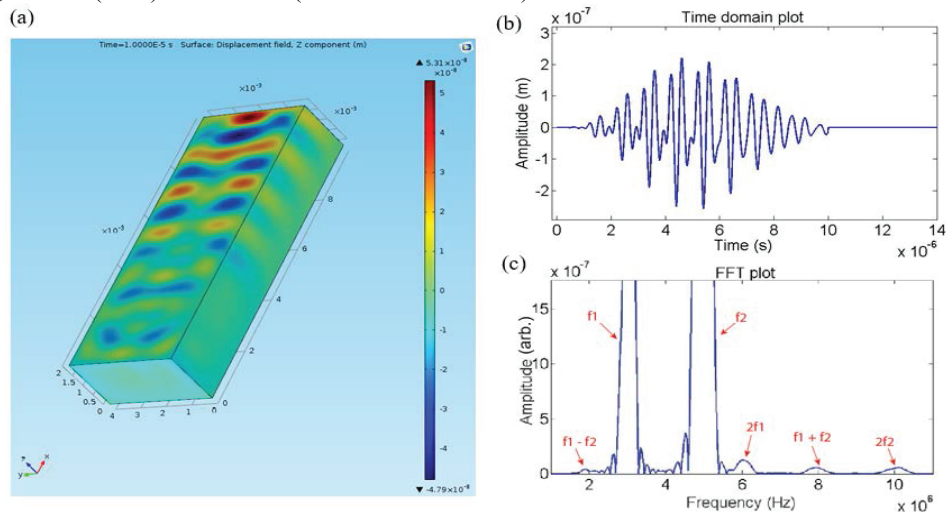 (a)
Time=1.0000E-5 s Surface: Displacement field, Z component (m)
▲ 5.31×10⁻⁸
×10⁻⁸
×10⁻³
×10⁻³
×10⁻³
5
4
3
2
1
0
-1
-2
-3
-4
▼ -4.79×10⁻⁸
8
6
4
2
0
2
1.5
1
0.5
0
4
3
2
1
0
z
y
x
(b)
Time domain plot
x 10⁻⁷
3
2
1
0
-1
-2
Amplitude (m)
0 2 4 6 8 10 12 14
Time (s)
x 10⁻⁶
(c)
FFT plot
x 10⁻⁷
15
10
5
0
Amplitude (arb.)
f1
f2
f1 - f2
2f1
f1 + f2
2f2
2 4 6 8 10
Frequency (Hz)
x 10⁶